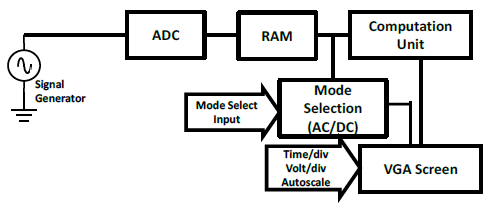 ADC
RAM
Computation
Unit
Signal
Generator
Mode Select
Input
Mode
Selection
(AC/DC)
Time/div
Volt/div
Autoscale
VGA Screen